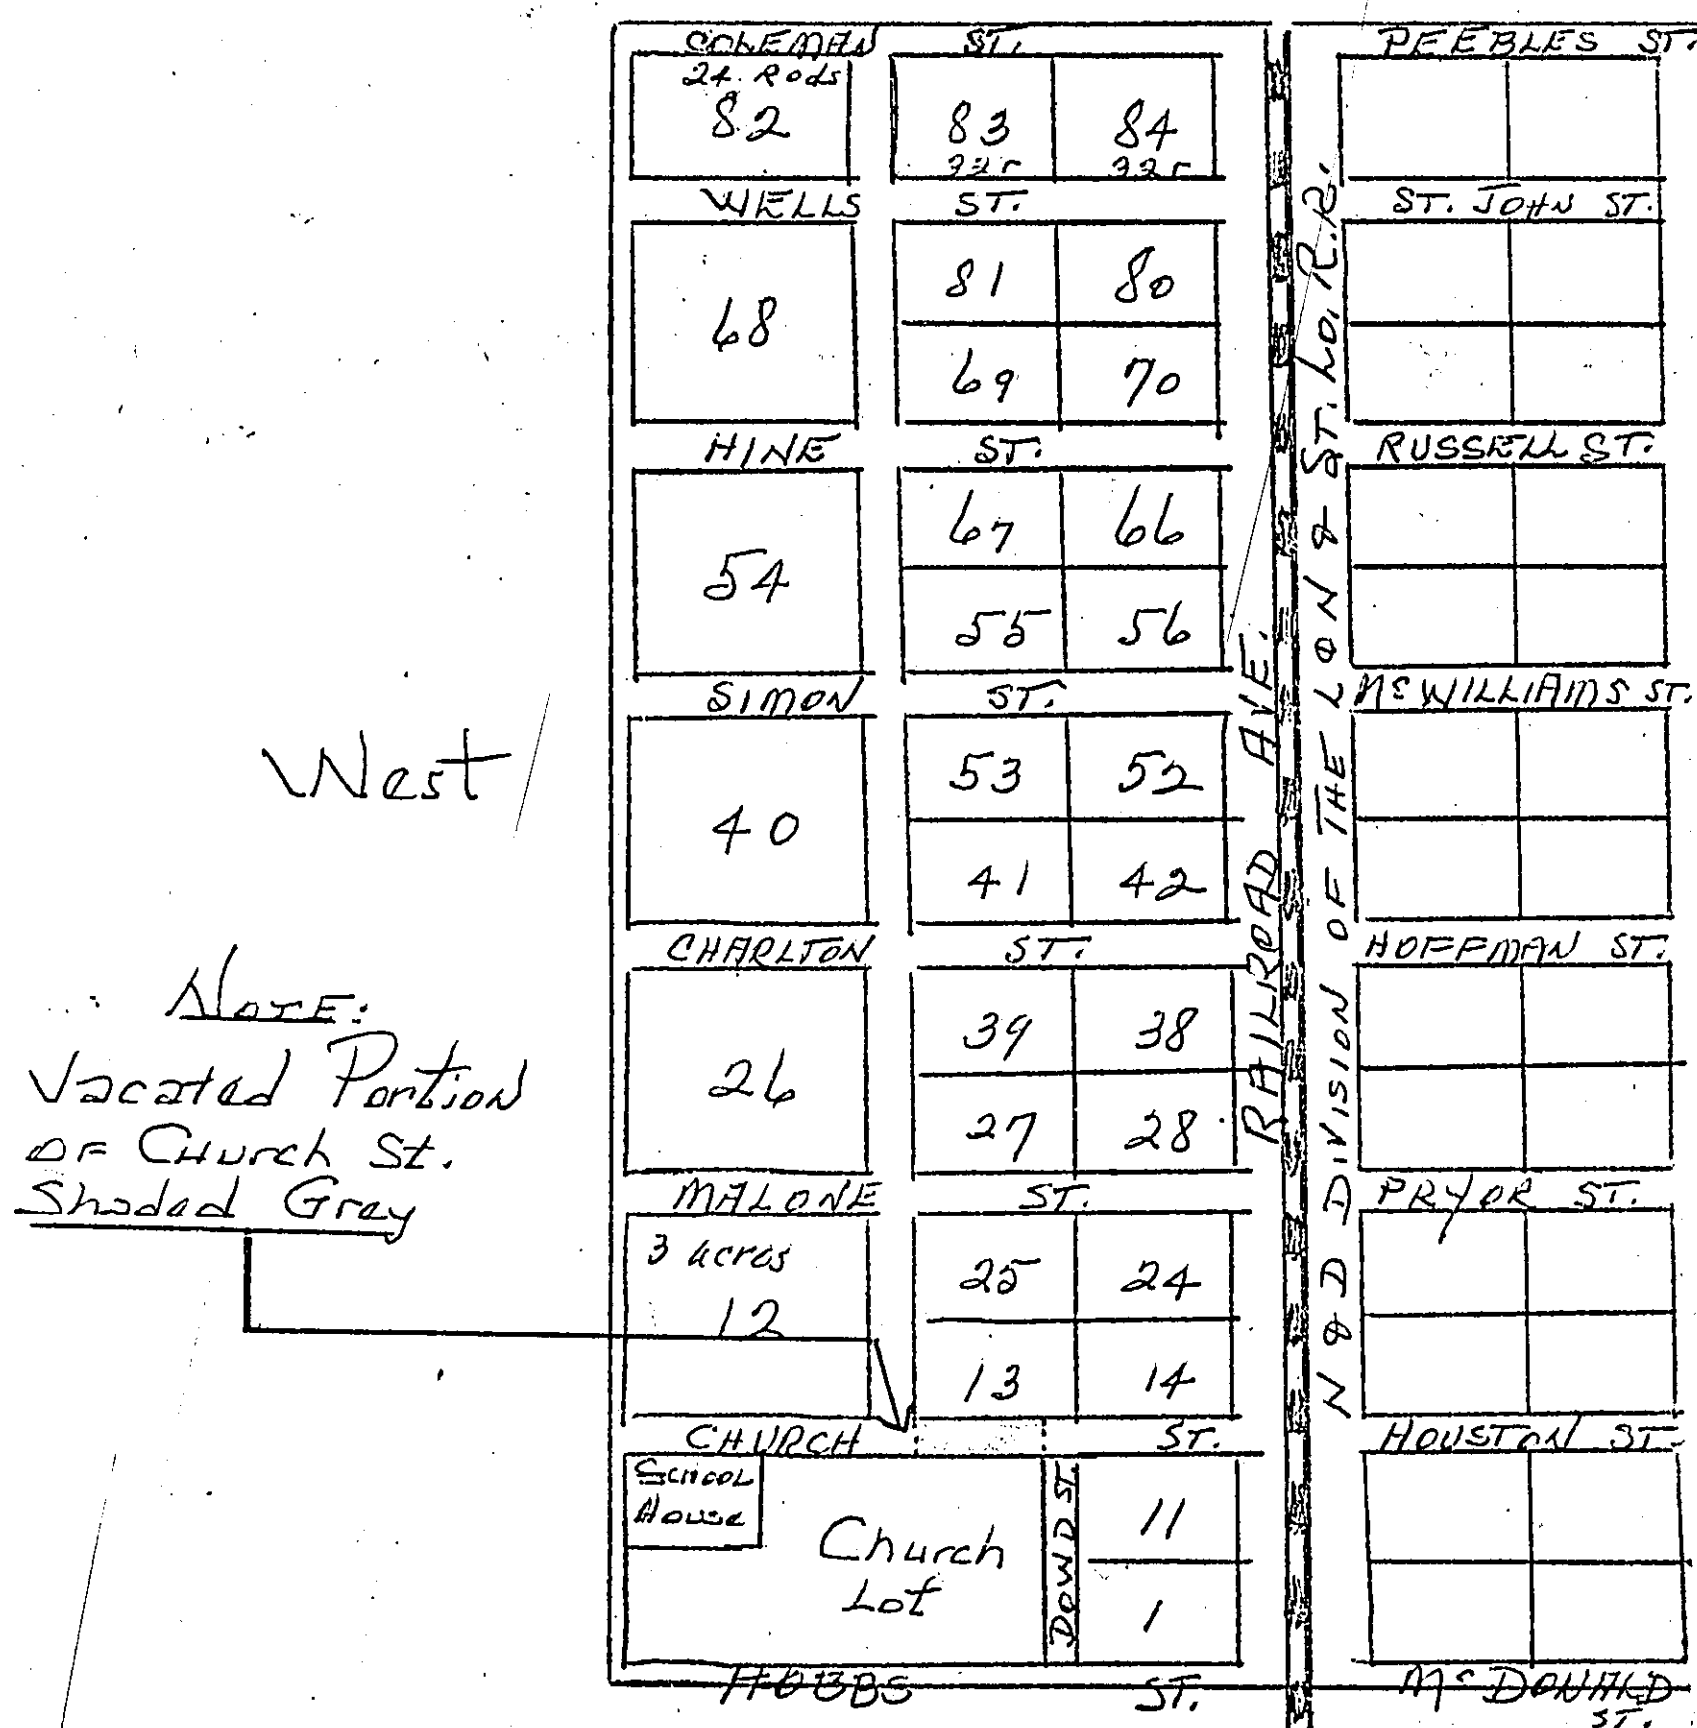 COLEMAN ST.
24 Rods
82 83 84
WELLS ST.
68 81 80
69 70
HINE ST.
54 67 66
55 56
SIMON ST.
40 53 52
41 42
CHARLTON ST.
26 39 38
27 28
MALONE ST.
3 acres
12 25 24
13 14
CHURCH ST.
School
House
Church
Lot
DOWD ST.
11
1
HOBBS ST.
RAILROAD AVE.
N & D DIVISION OF THE L & N & ST. Lo. R.R.
PEEBLES ST.
ST. JOHN ST.
RUSSELL ST.
McWILLIAMS ST.
HOFFMAN ST.
PRYOR ST.
HOUSTON ST.
McDONALD
ST.
West
NOTE:
Vacated Portion
OF Church St.
Shaded Gray